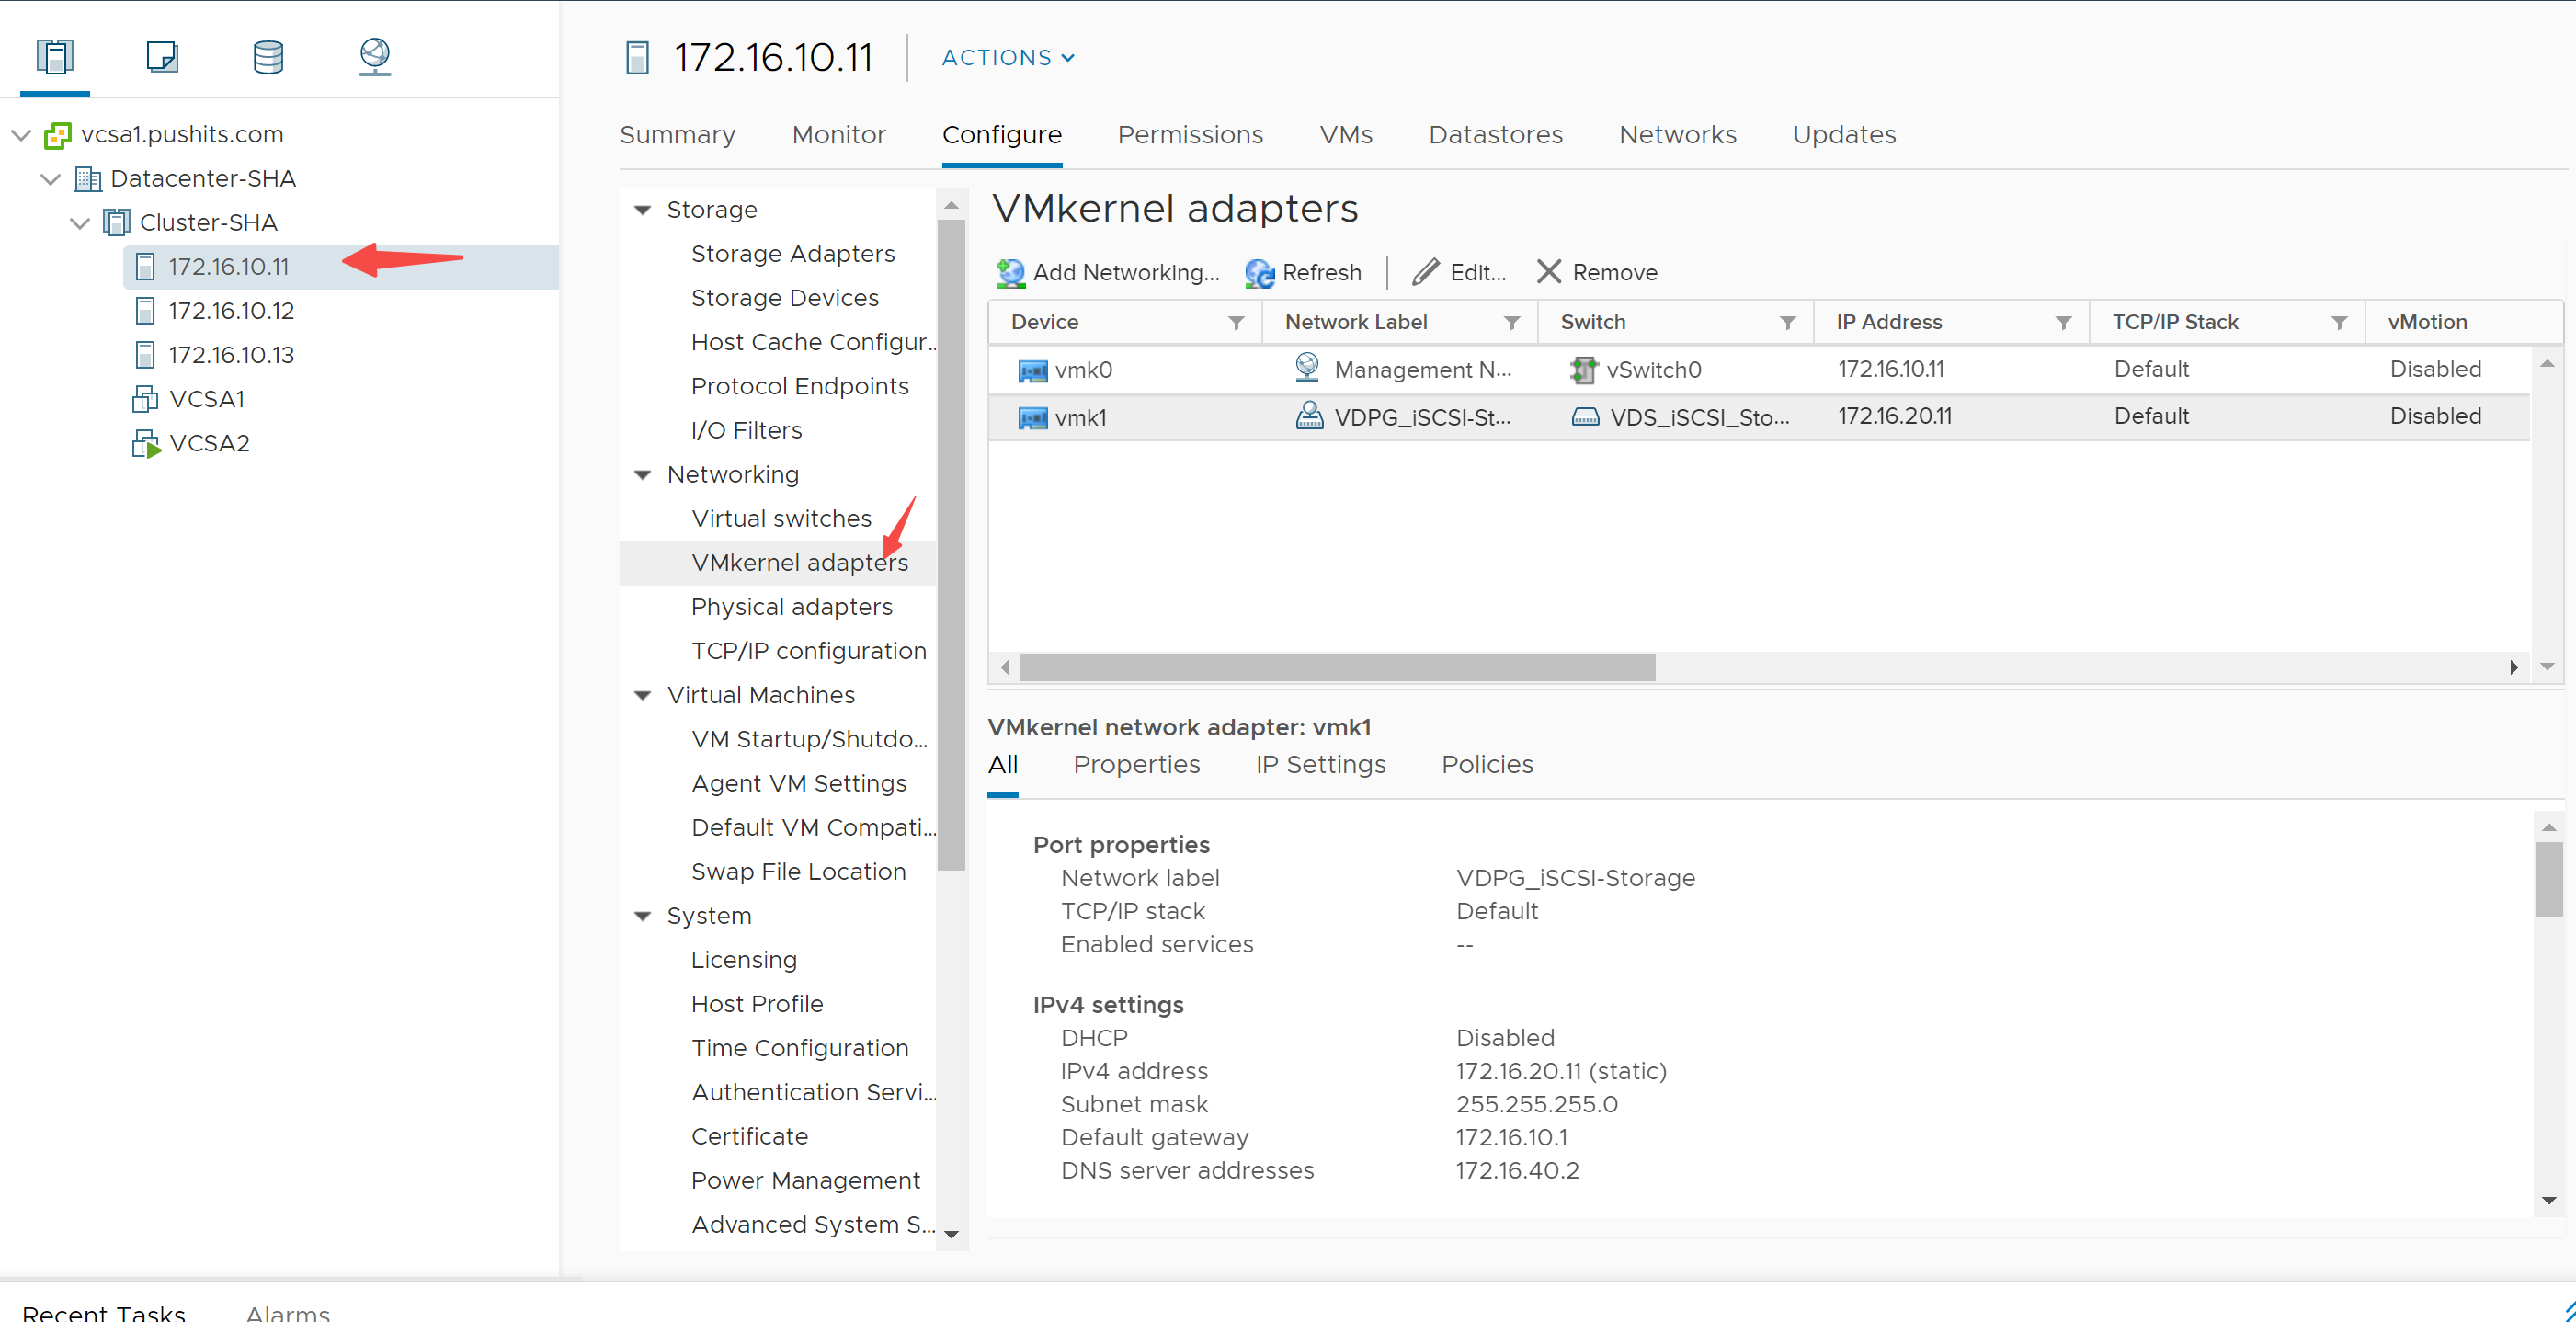 vcsa1.pushits.com
Datacenter-SHA
Cluster-SHA
172.16.10.11
172.16.10.12
172.16.10.13
VCSA1
VCSA2
172.16.10.11
ACTIONS
Summary Monitor Configure Permissions VMs Datastores Networks Updates
Storage
Storage Adapters
Storage Devices
Host Cache Configur...
Protocol Endpoints
I/O Filters
Networking
Virtual switches
VMkernel adapters
Physical adapters
TCP/IP configuration
Virtual Machines
VM Startup/Shutdo...
Agent VM Settings
Default VM Compati...
Swap File Location
System
Licensing
Host Profile
Time Configuration
Authentication Servi...
Certificate
Power Management
Advanced System S...
VMkernel adapters
Add Networking... Refresh Edit... Remove
Device Network Label Switch IP Address TCP/IP Stack vMotion
vmk0 Management N... vSwitch0 172.16.10.11 Default Disabled
vmk1 VDPG_iSCSI-St... VDS_iSCSI_Sto... 172.16.20.11 Default Disabled
VMkernel network adapter: vmk1
All Properties IP Settings Policies
Port properties
Network label VDPG_iSCSI-Storage
TCP/IP stack Default
Enabled services --
IPv4 settings
DHCP Disabled
IPv4 address 172.16.20.11 (static)
Subnet mask 255.255.255.0
Default gateway 172.16.10.1
DNS server addresses 172.16.40.2
Recent Tasks Alarms